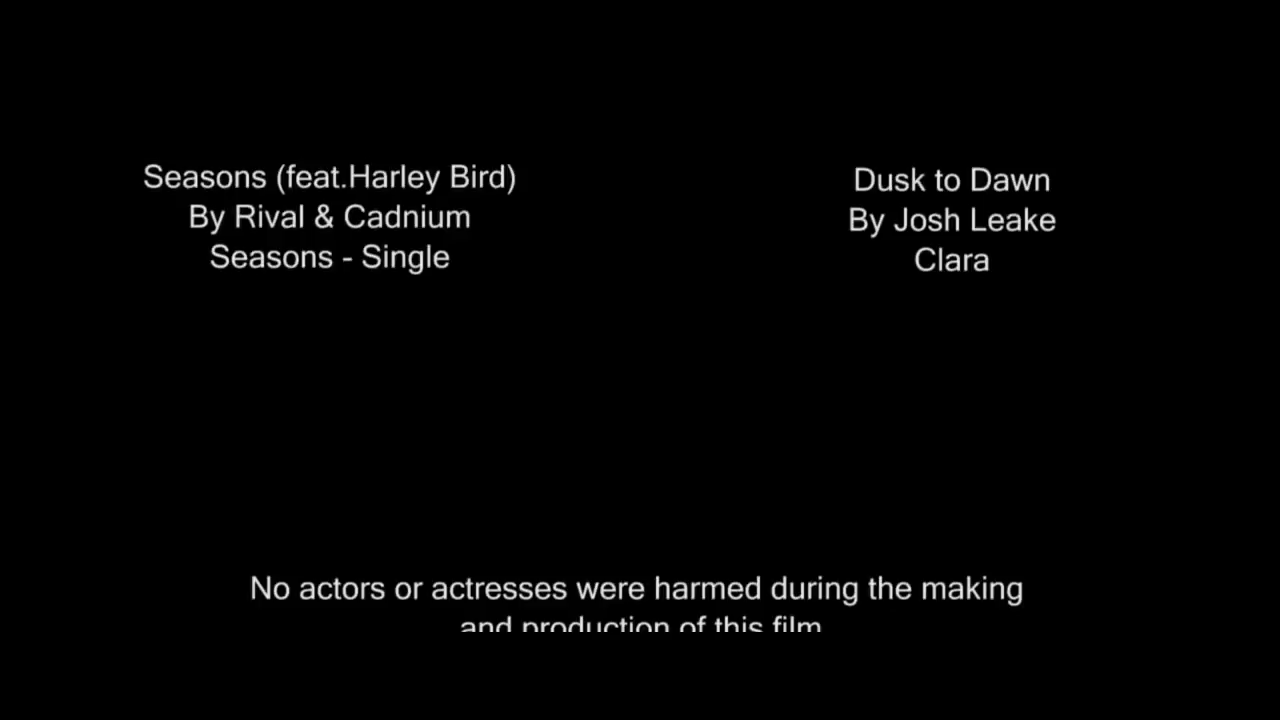 Seasons (feat.Harley Bird)
By Rival & Cadnium
Seasons - Single
Dusk to Dawn
By Josh Leake
Clara
No actors or actresses were harmed during the making
and production of this film